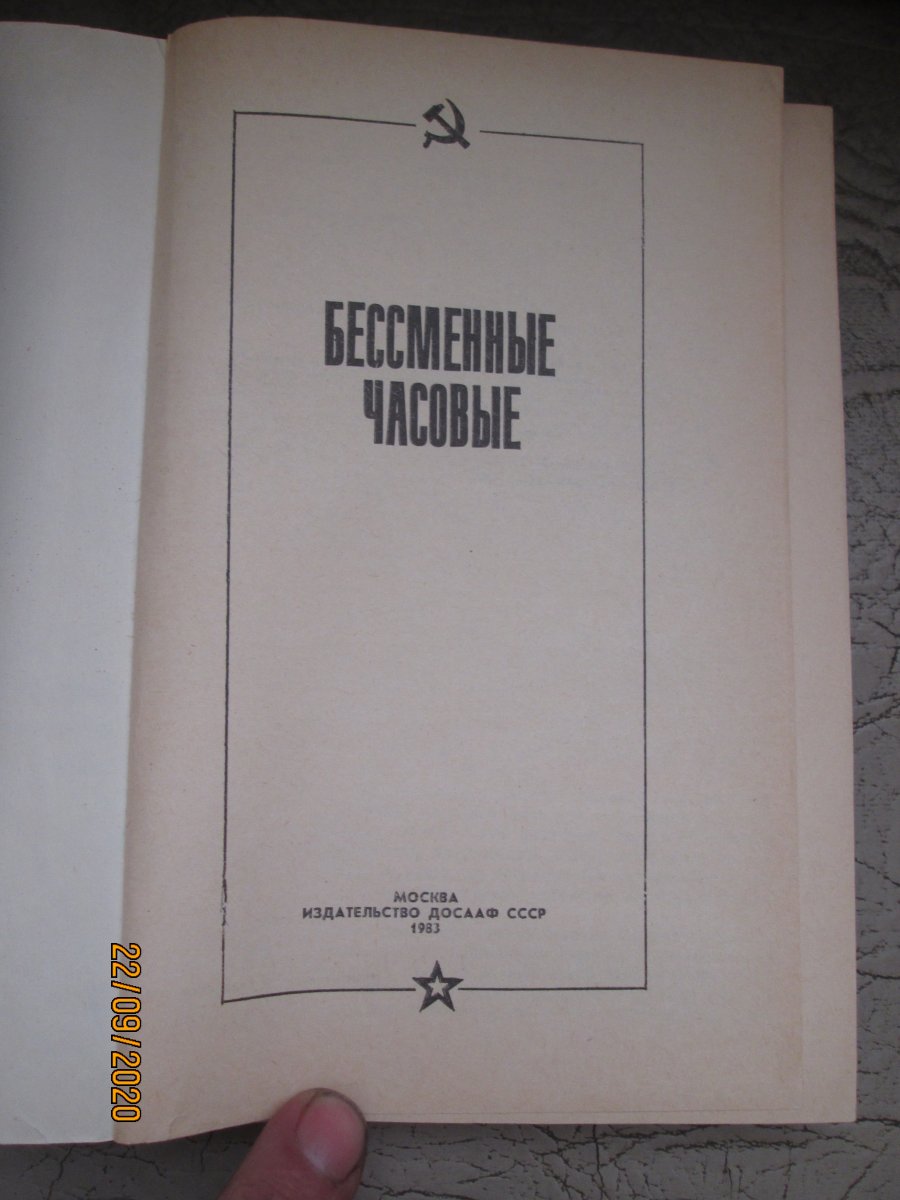 БЕССМЕННЫЕ
ЧАСОВЫЕ
МОСКВА
ИЗДАТЕЛЬСТВО ДОСААФ СССР
1983
22/09/2020